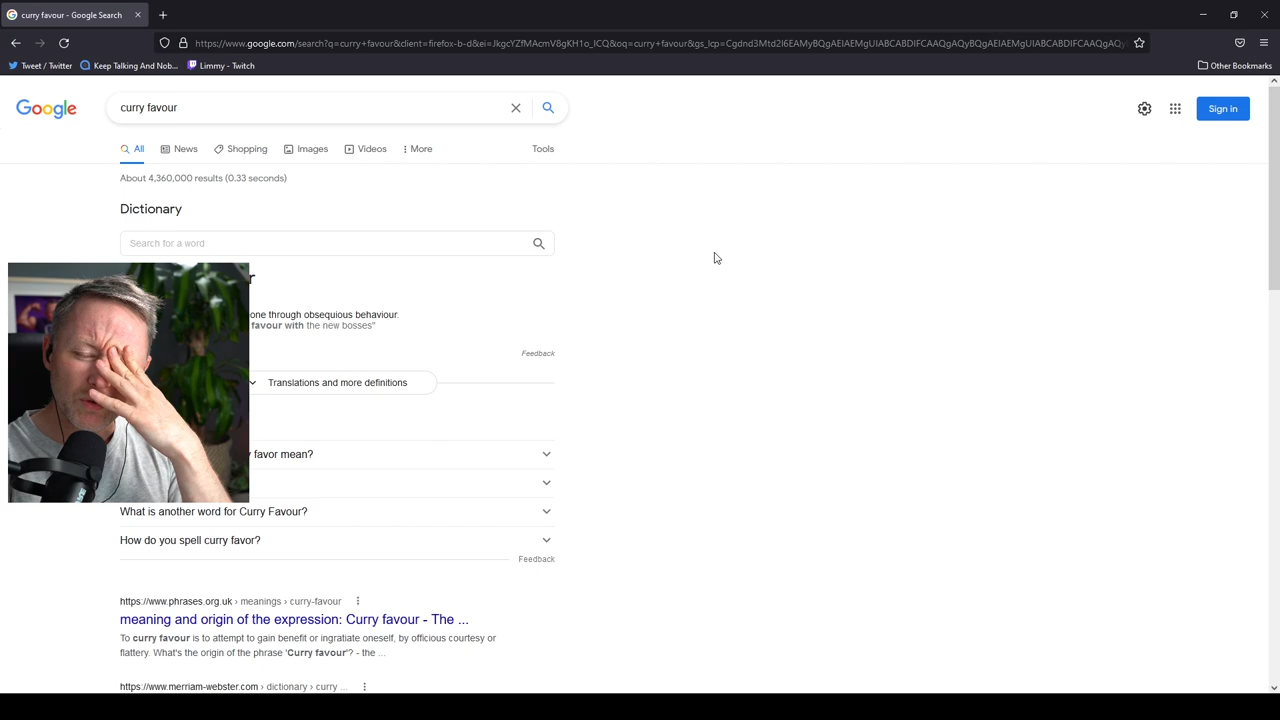 curry favour - Google Search
https://www.google.com/search?q=curry+favour&client=firefox-b-d&ei=JkgcYZfMAcmV8gKH1o_ICQ&oq=curry+favour&gs_lcp=
Tweet / Twitter Keep Talking And Nob... Limmy - Twitch Other Bookmarks
Google curry favour Sign in
All News Shopping Images Videos More Tools
About 4,360,000 results (0.33 seconds)
Dictionary
Search for a word
r
one through obsequious behaviour.
favour with the new bosses"
Feedback
Translations and more definitions
favor mean?
What is another word for Curry Favour?
How do you spell curry favor?
Feedback
https://www.phrases.org.uk › meanings › curry-favour
meaning and origin of the expression: Curry favour - The ...
To curry favour is to attempt to gain benefit or ingratiate oneself, by officious courtesy or
flattery. What's the origin of the phrase 'Curry favour'? - the ...
https://www.merriam-webster.com › dictionary › curry ...